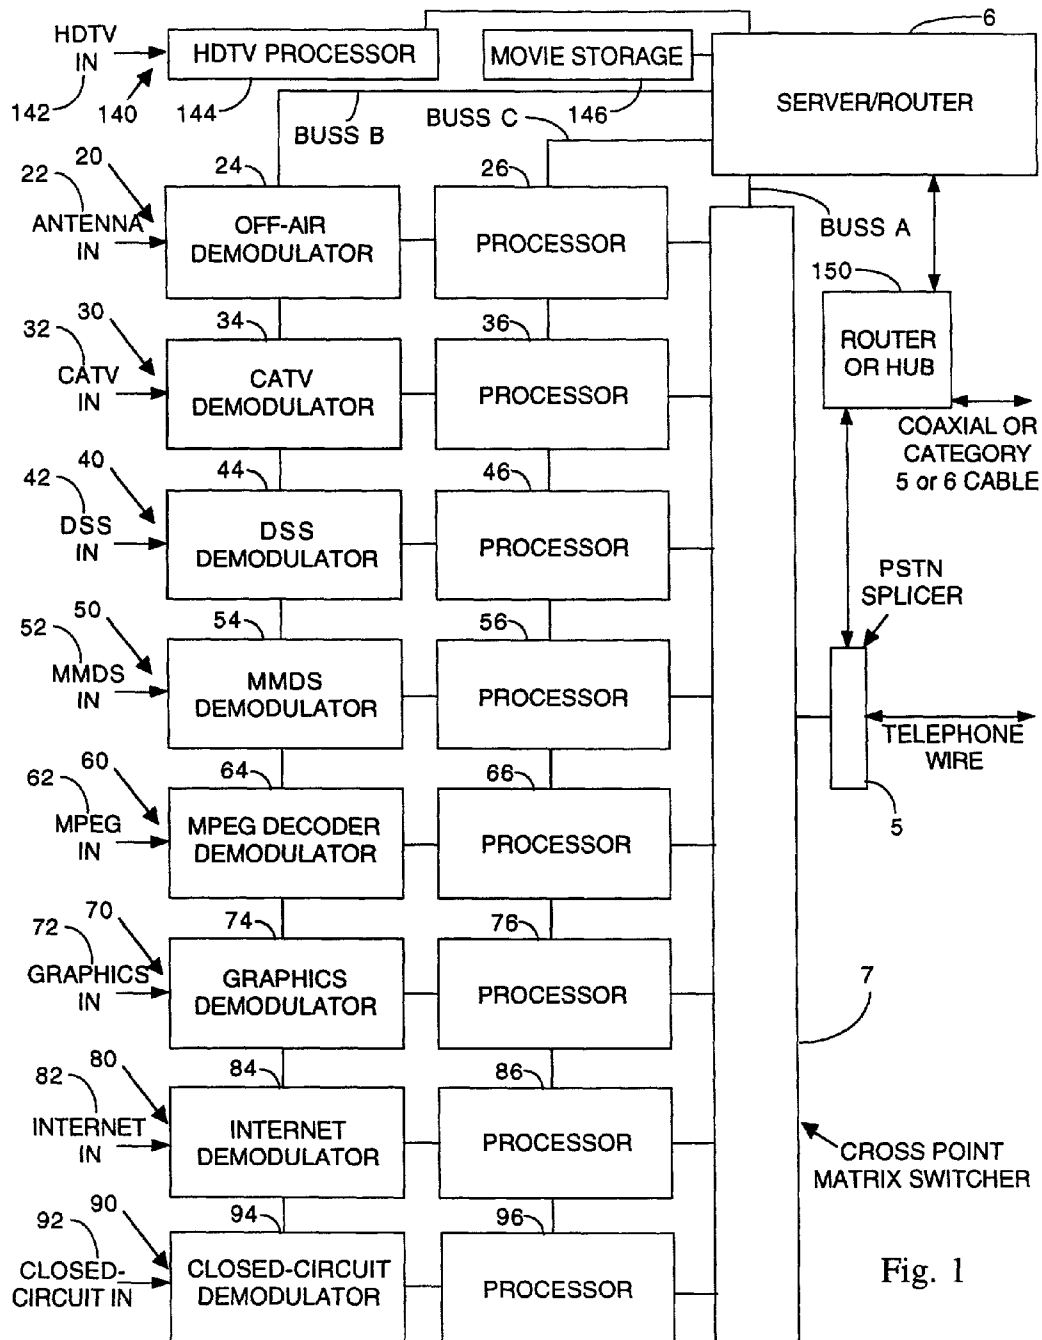 HDTV
IN
142
140
HDTV PROCESSOR
144
MOVIE STORAGE
146
6
SERVER/ROUTER
BUSS B
BUSS C
BUSS A
20
22
ANTENNA
IN
24
OFF-AIR
DEMODULATOR
26
PROCESSOR
150
ROUTER
OR HUB
COAXIAL OR
CATEGORY
5 or 6 CABLE
30
32
CATV
IN
34
CATV
DEMODULATOR
36
PROCESSOR
40
42
DSS
IN
44
DSS
DEMODULATOR
46
PROCESSOR
PSTN
SPLICER
50
52
MMDS
IN
54
MMDS
DEMODULATOR
56
PROCESSOR
TELEPHONE
WIRE
5
60
62
MPEG
IN
64
MPEG DECODER
DEMODULATOR
66
PROCESSOR
70
72
GRAPHICS
IN
74
GRAPHICS
DEMODULATOR
76
PROCESSOR
7
80
82
INTERNET
IN
84
INTERNET
DEMODULATOR
86
PROCESSOR
CROSS POINT
MATRIX SWITCHER
90
92
CLOSED-
CIRCUIT IN
94
CLOSED-CIRCUIT
DEMODULATOR
96
PROCESSOR
Fig. 1